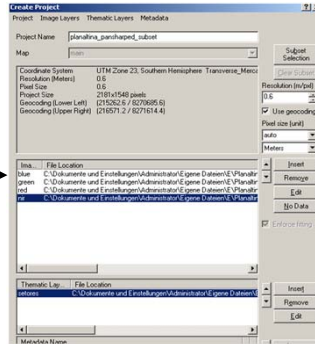 Create Project
Project Image Layers Thematic Layers Metadata
Project Name planaltina_pansharped_subset
Map main
Subset Selection
Clear Subset
Coordinate System UTM Zone 23, Southern Hemisphere Transverse_Merc
Resolution (Meters) 0.6
Pixel Size 0.6
Project Size 2181x1548 pixels
Geocoding (Lower Left) (215262.6 / 8270685.6)
Geocoding (Upper Right) (216571.2 / 8271614.4)
Resolution (m/pxl)
0.6
Use geocoding
Pixel size (unit)
auto
Meters
Ima... File Location
blue C:\Dokumente und Einstellungen\Administrator\Eigene Dateien\E\Planaltin
green C:\Dokumente und Einstellungen\Administrator\Eigene Dateien\E\Planaltin
red C:\Dokumente und Einstellungen\Administrator\Eigene Dateien\E\Planaltin
nir C:\Dokumente und Einstellungen\Administrator\Eigene Dateien\E\Planaltin
Insert
Remove
Edit
No Data
Enforce fitting
Thematic Lay... File Location
setores C:\Dokumente und Einstellungen\Administrator\Eigene Dateien\E
Insert
Remove
Edit
Metadata Name